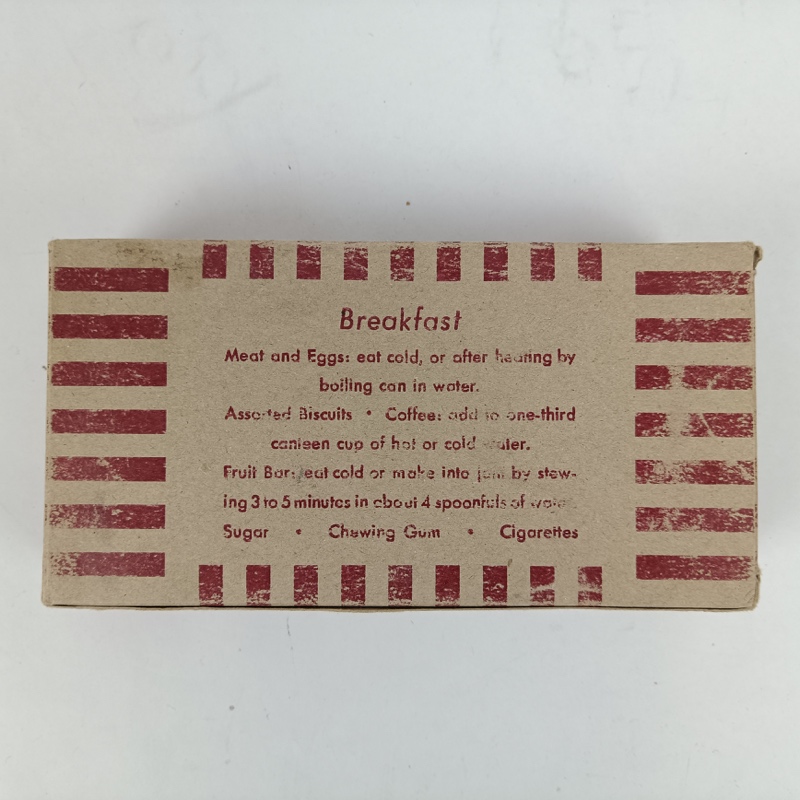 Breakfast
Meat and Eggs: eat cold, or after heating by
boiling can in water.
Assorted Biscuits • Coffee: add to one-third
canteen cup of hot or cold water.
Fruit Bar: eat cold or make into jam by stew-
ing 3 to 5 minutes in about 4 spoonfuls of water.
Sugar • Chewing Gum • Cigarettes